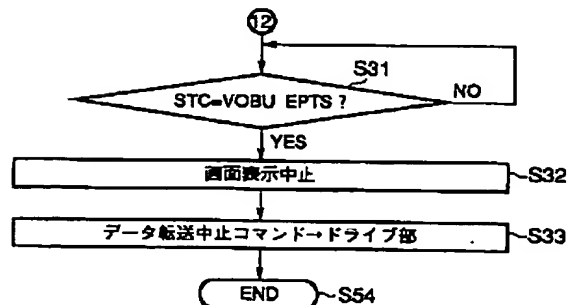 12
S31
STC=VOBU EPTS ?
NO
YES
画面表示中止
S32
データ転送中止コマンド→ドライブ部
S33
END
S54